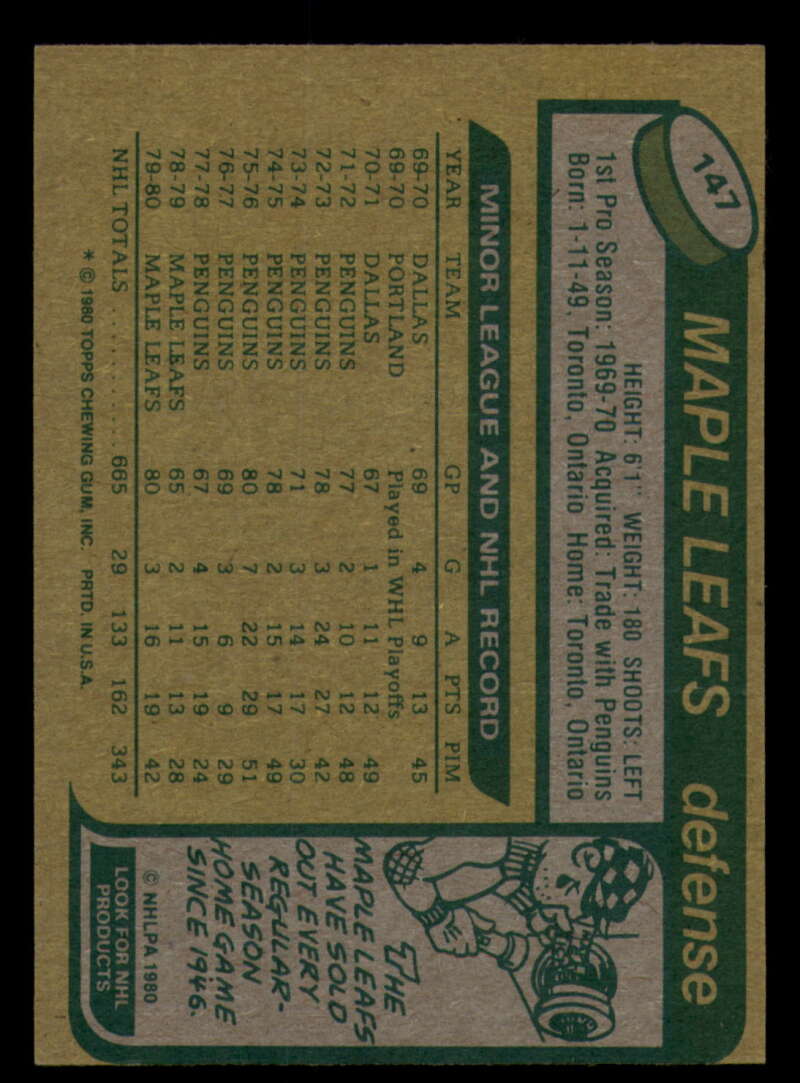 147
MAPLE LEAFS defense
HEIGHT: 6'1" WEIGHT: 180 SHOOTS: LEFT
1st Pro Season: 1969-70 Acquired: Trade with Penguins
Born: 1-11-49, Toronto, Ontario Home: Toronto, Ontario
MINOR LEAGUE AND NHL RECORD
YEAR TEAM GP G A PTS PIM
69-70 DALLAS 69 4 9 13 45
69-70 PORTLAND Played in WHL Playoffs
70-71 DALLAS 67 1 11 12 49
71-72 PENGUINS 77 2 10 12 48
72-73 PENGUINS 78 3 24 27 42
73-74 PENGUINS 71 3 14 17 30
74-75 PENGUINS 78 2 15 17 49
75-76 PENGUINS 80 7 22 29 51
76-77 PENGUINS 69 3 6 9 29
77-78 PENGUINS 67 4 15 19 24
78-79 MAPLE LEAFS 65 2 11 13 28
79-80 MAPLE LEAFS 80 3 16 19 42
NHL TOTALS . . . . . . . . . . . 665 29 133 162 343
* © 1980 TOPPS CHEWING GUM, INC. PRTD. IN U.S.A.
THE
MAPLE LEAFS
HAVE SOLD
OUT EVERY
REGULAR-
SEASON
HOME GAME
SINCE 1946.
© NHLPA 1980
LOOK FOR NHL
PRODUCTS